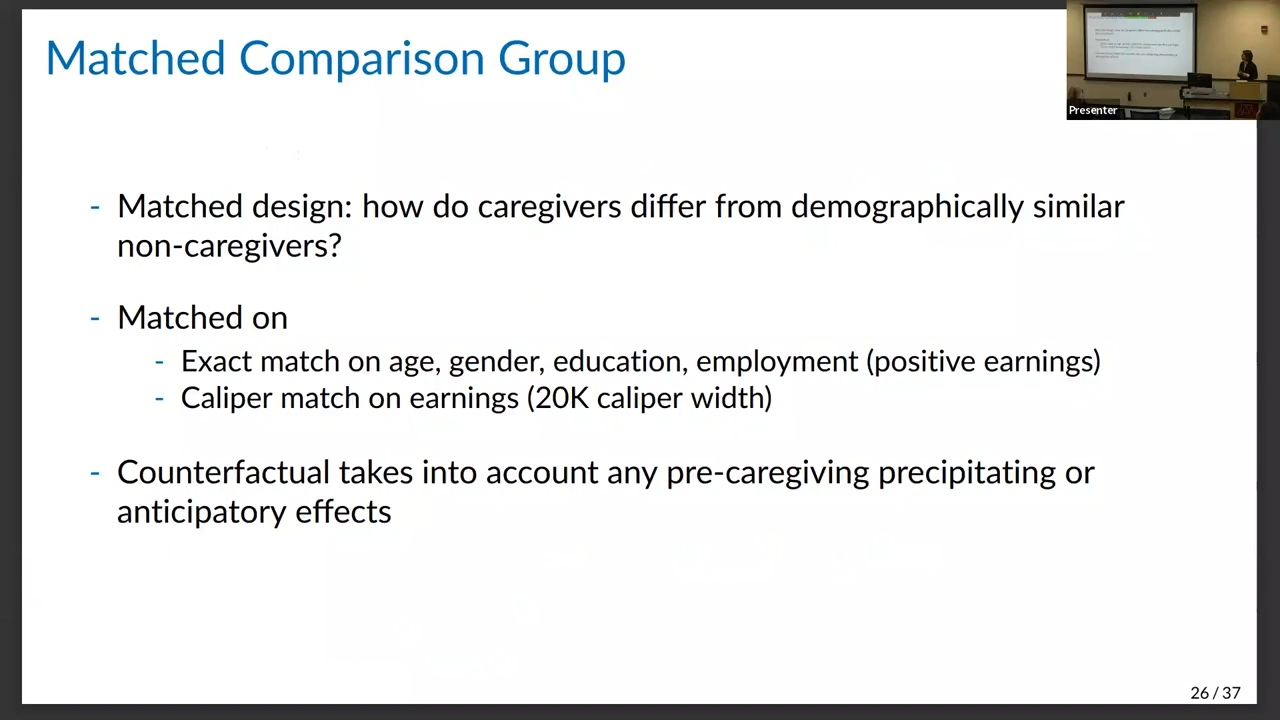 Matched Comparison Group
Presenter
- Matched design: how do caregivers differ from demographically similar
non-caregivers?
- Matched on
- Exact match on age, gender, education, employment (positive earnings)
- Caliper match on earnings (20K caliper width)
- Counterfactual takes into account any pre-caregiving precipitating or
anticipatory effects
26 / 37